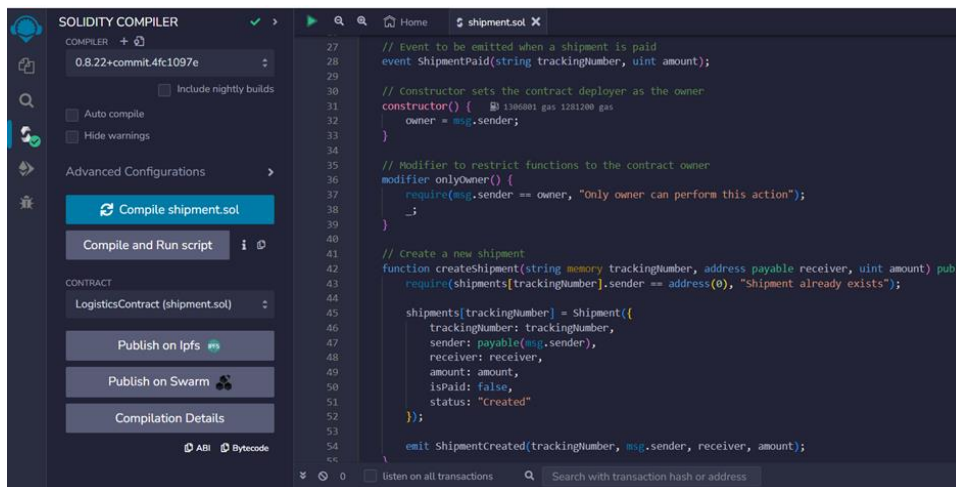 SOLIDITY COMPILER
COMPILER
0.8.22+commit.4fc1097e
Include nightly builds
Auto compile
Hide warnings
Advanced Configurations
Compile shipment.sol
Compile and Run script
CONTRACT
LogisticsContract (shipment.sol)
Publish on Ipfs
Publish on Swarm
Compilation Details
ABI Bytecode
Home shipment.sol
27 // Event to be emitted when a shipment is paid
28 event ShipmentPaid(string trackingNumber, uint amount);
29
30 // Constructor sets the contract deployer as the owner
31 constructor() { 1306001 gas 1281200 gas
32 owner = msg.sender;
33 }
34
35 // Modifier to restrict functions to the contract owner
36 modifier onlyOwner() {
37 require(msg.sender == owner, "Only owner can perform this action");
38 _;
39 }
40
41 // Create a new shipment
42 function createShipment(string memory trackingNumber, address payable receiver, uint amount) pub
43 require(shipments[trackingNumber].sender == address(0), "Shipment already exists");
44
45 shipments[trackingNumber] = Shipment({
46 trackingNumber: trackingNumber,
47 sender: payable(msg.sender),
48 receiver: receiver,
49 amount: amount,
50 isPaid: false,
51 status: "Created"
52 });
53
54 emit ShipmentCreated(trackingNumber, msg.sender, receiver, amount);
55 }
0 listen on all transactions Search with transaction hash or address